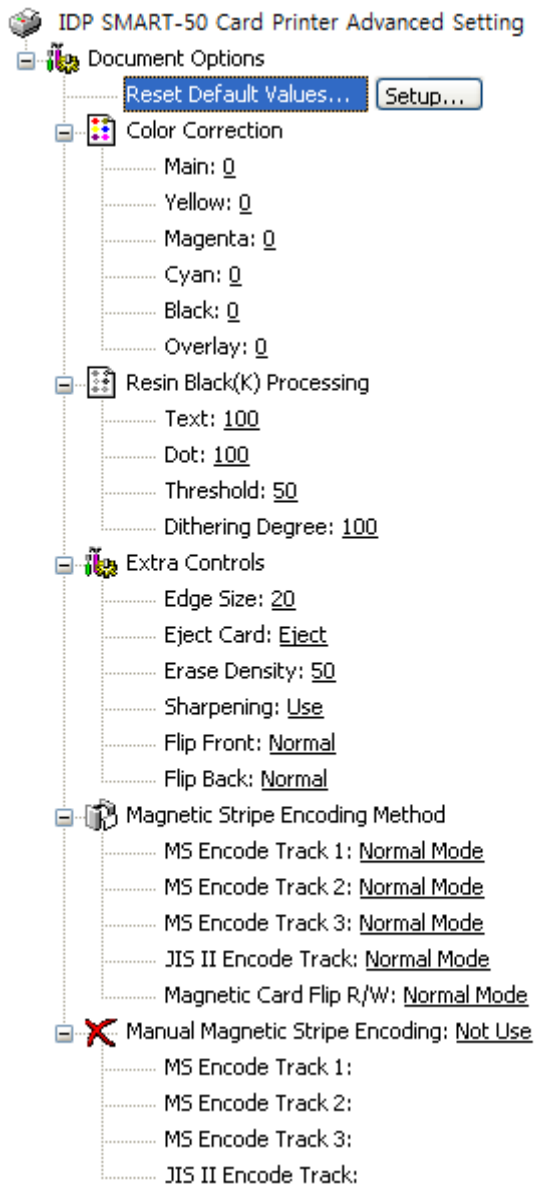 IDP SMART-50 Card Printer Advanced Setting
Document Options
Reset Default Values... Setup...
Color Correction
Main: 0
Yellow: 0
Magenta: 0
Cyan: 0
Black: 0
Overlay: 0
Resin Black(K) Processing
Text: 100
Dot: 100
Threshold: 50
Dithering Degree: 100
Extra Controls
Edge Size: 20
Eject Card: Eject
Erase Density: 50
Sharpening: Use
Flip Front: Normal
Flip Back: Normal
Magnetic Stripe Encoding Method
MS Encode Track 1: Normal Mode
MS Encode Track 2: Normal Mode
MS Encode Track 3: Normal Mode
JIS II Encode Track: Normal Mode
Magnetic Card Flip R/W: Normal Mode
Manual Magnetic Stripe Encoding: Not Use
MS Encode Track 1:
MS Encode Track 2:
MS Encode Track 3:
JIS II Encode Track: